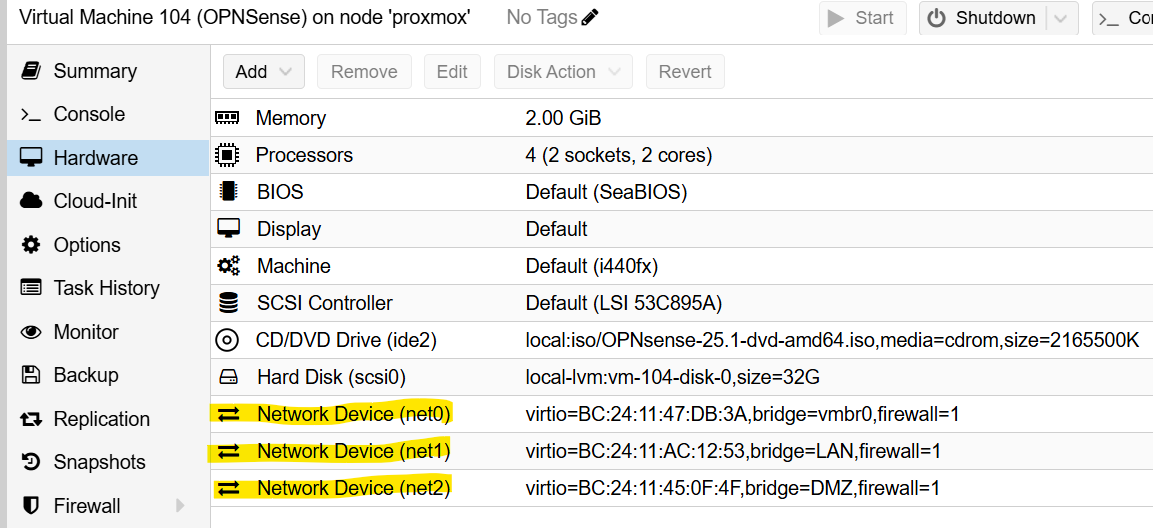 Virtual Machine 104 (OPNSense) on node 'proxmox' No Tags Start Shutdown >_ Co
Summary
Console
Hardware
Cloud-Init
Options
Task History
Monitor
Backup
Replication
Snapshots
Firewall
Add Remove Edit Disk Action Revert
Memory 2.00 GiB
Processors 4 (2 sockets, 2 cores)
BIOS Default (SeaBIOS)
Display Default
Machine Default (i440fx)
SCSI Controller Default (LSI 53C895A)
CD/DVD Drive (ide2) local:iso/OPNsense-25.1-dvd-amd64.iso,media=cdrom,size=2165500K
Hard Disk (scsi0) local-lvm:vm-104-disk-0,size=32G
Network Device (net0) virtio=BC:24:11:47:DB:3A,bridge=vmbr0,firewall=1
Network Device (net1) virtio=BC:24:11:AC:12:53,bridge=LAN,firewall=1
Network Device (net2) virtio=BC:24:11:45:0F:4F,bridge=DMZ,firewall=1